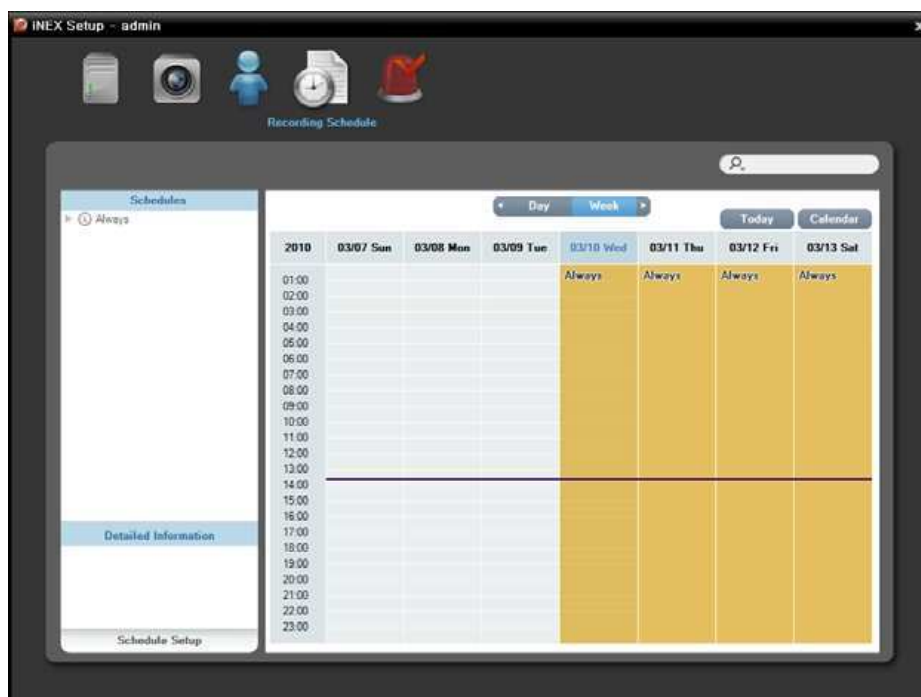 iNEX Setup - admin
Recording Schedule
Schedules
Always
Day Week
Today Calendar
2010 03/07 Sun 03/08 Mon 03/09 Tue 03/10 Wed 03/11 Thu 03/12 Fri 03/13 Sat
Always Always Always Always
01:00
02:00
03:00
04:00
05:00
06:00
07:00
08:00
09:00
10:00
11:00
12:00
13:00
14:00
15:00
16:00
17:00
18:00
19:00
20:00
21:00
22:00
23:00
Detailed Information
Schedule Setup